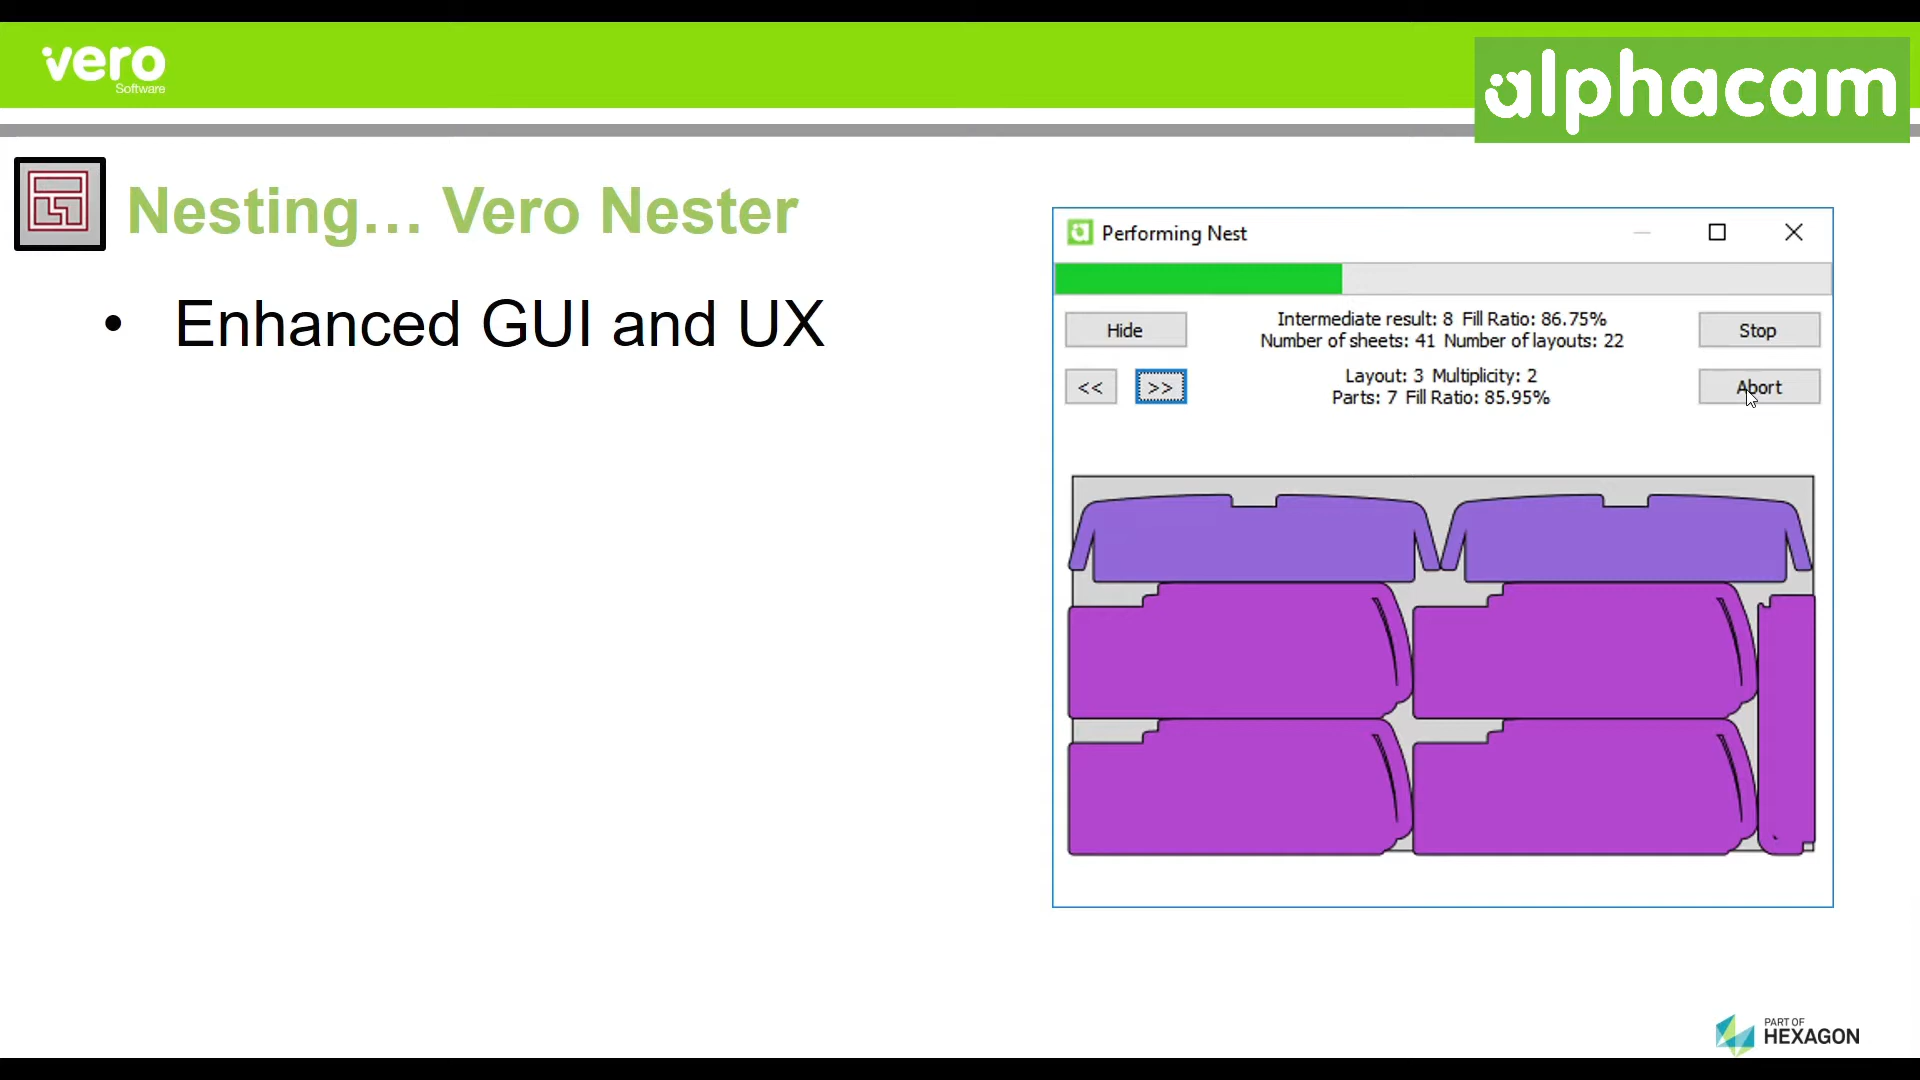 vero
Software
alphacam
Nesting… Vero Nester
• Enhanced GUI and UX
Performing Nest
Hide
Intermediate result: 8 Fill Ratio: 86.75%
Number of sheets: 41 Number of layouts: 22
Stop
<< >>
Layout: 3 Multiplicity: 2
Parts: 7 Fill Ratio: 85.95%
Abort
PART OF
HEXAGON